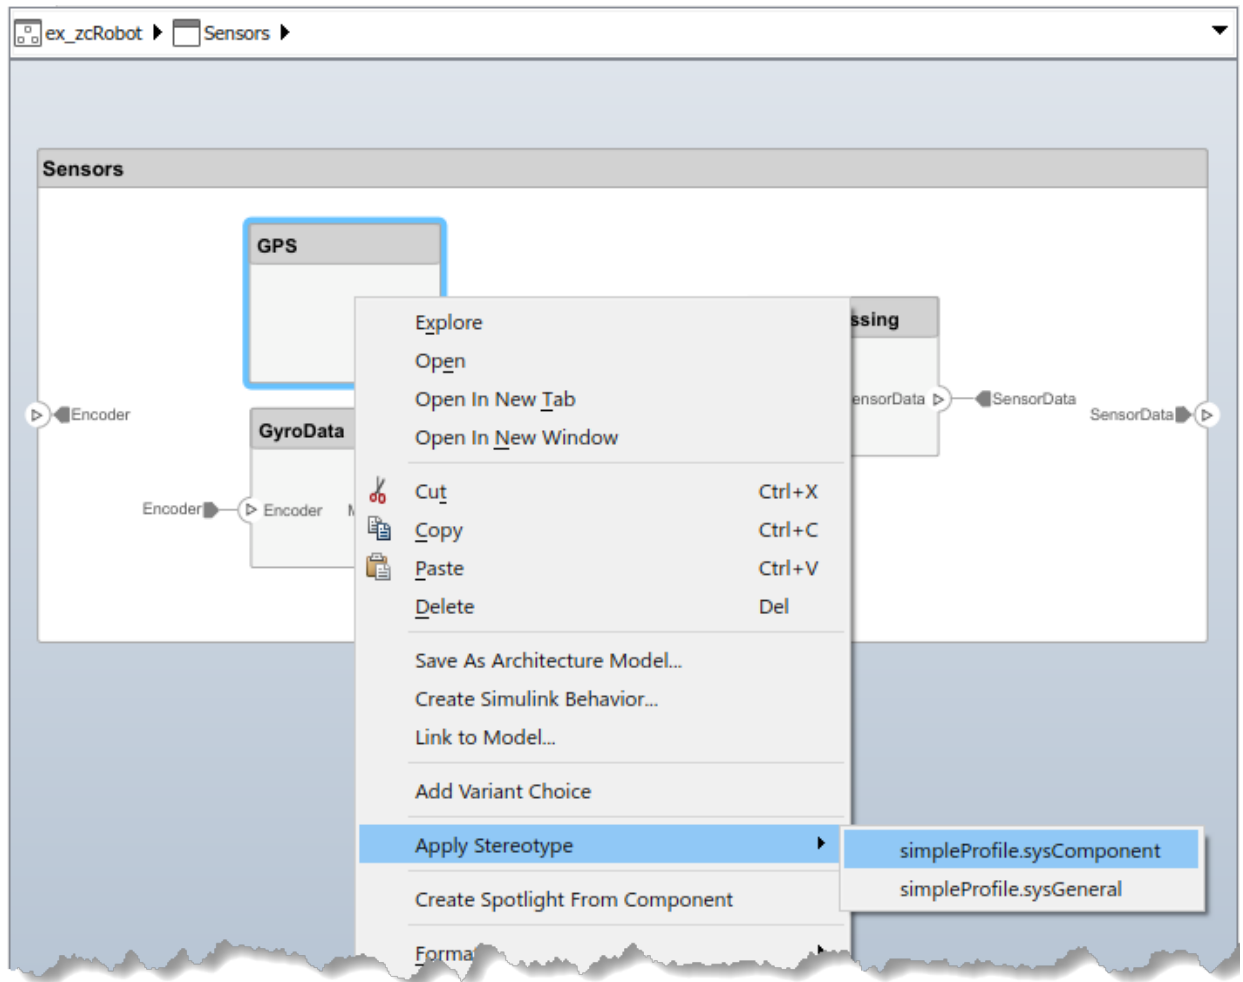 ex_zcRobot Sensors
Sensors
GPS
Explore
ssing
Open
Open In New Tab
ensorData
SensorData
Encoder
SensorData
GyroData
Open In New Window
Cut Ctrl+X
Encoder
Encoder
Copy Ctrl+C
Paste Ctrl+V
Delete Del
Save As Architecture Model...
Create Simulink Behavior...
Link to Model...
Add Variant Choice
Apply Stereotype
simpleProfile.sysComponent
simpleProfile.sysGeneral
Create Spotlight From Component
Forma